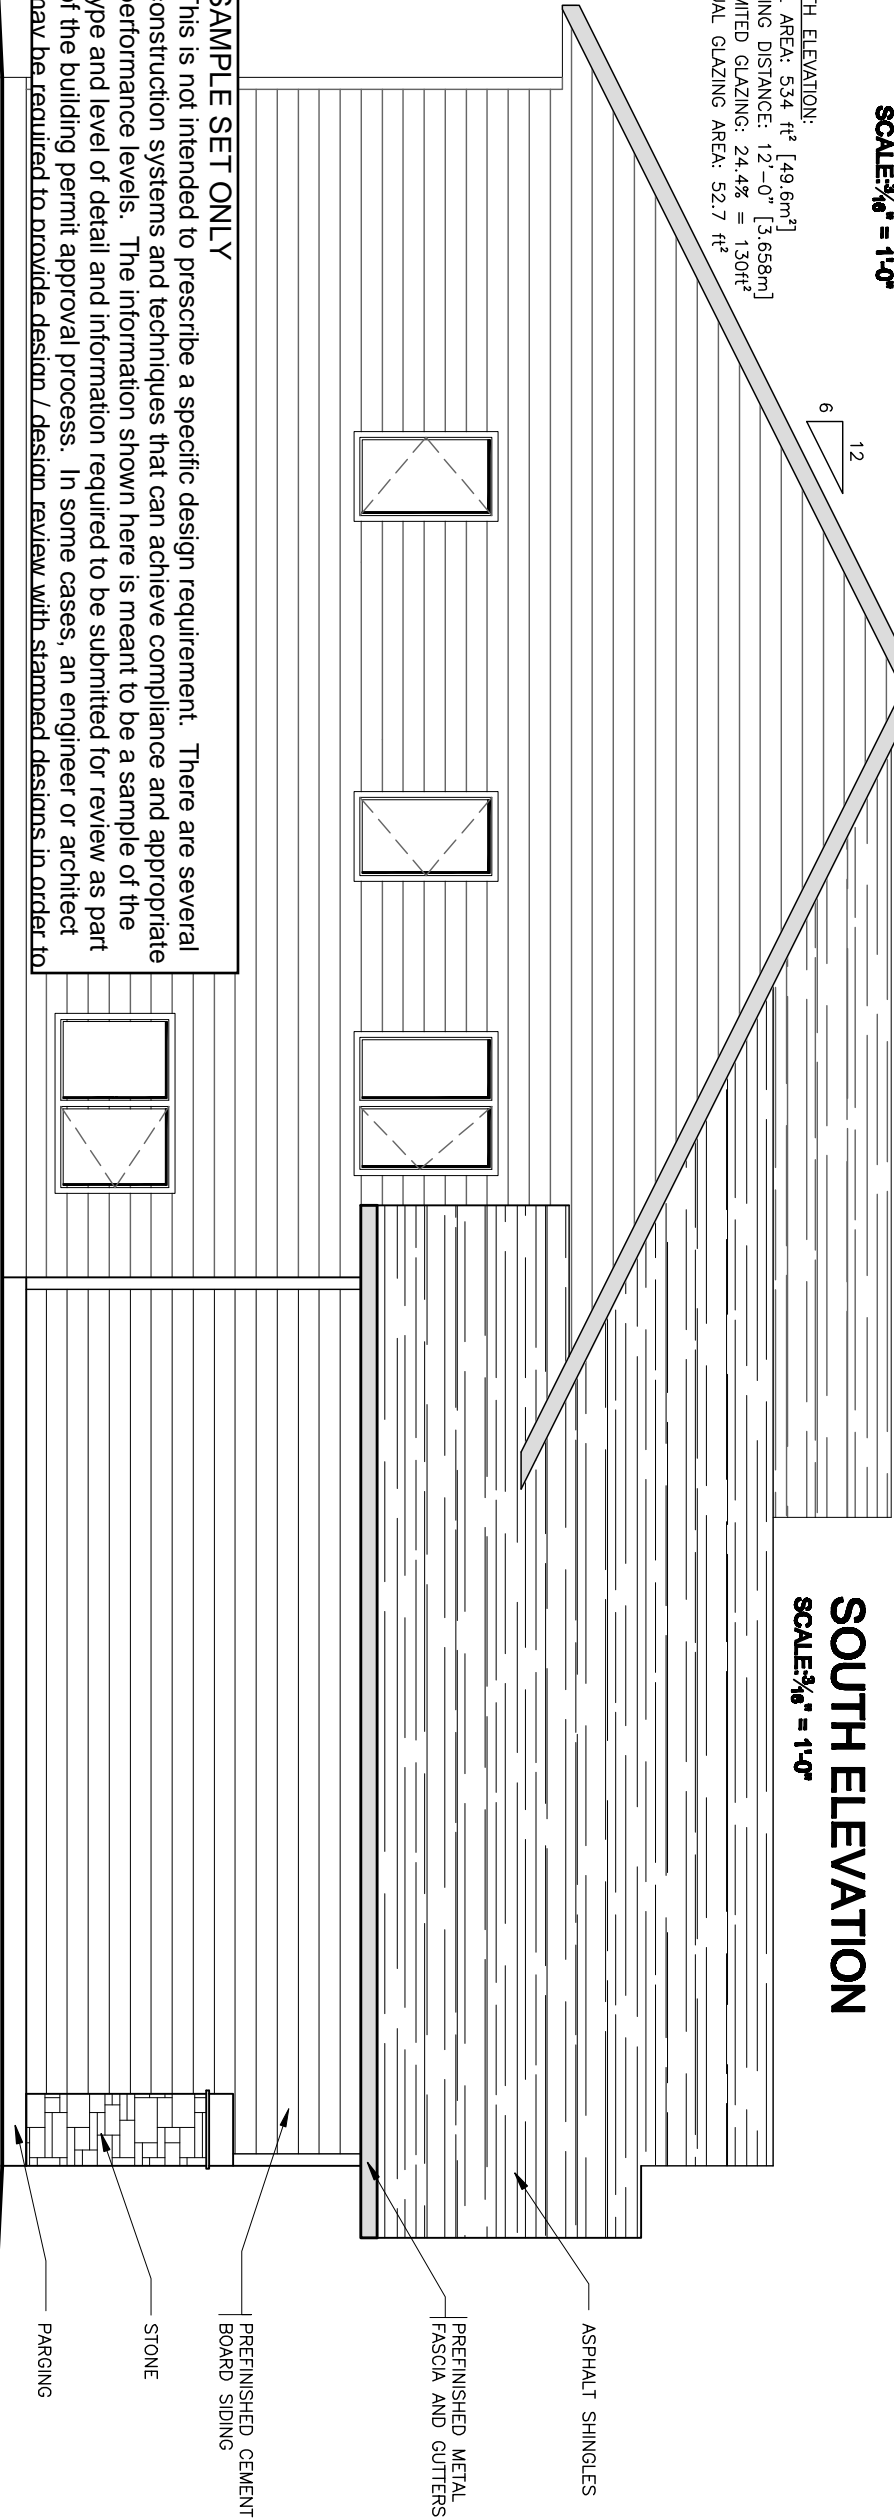 SCALE:3/16" = 1'-0"
TH ELEVATION:
AREA: 534 ft² [49.6m²]
ING DISTANCE: 12'-0" [3.658m]
MITED GLAZING: 24.4% = 130ft²
UAL GLAZING AREA: 52.7 ft²
12
6
SOUTH ELEVATION
SCALE:3/16" = 1'-0"
ASPHALT SHINGLES
PREFINISHED METAL
FASCIA AND GUTTERS
PREFINISHED CEMENT
BOARD SIDING
STONE
PARGING
SAMPLE SET ONLY
This is not intended to prescribe a specific design requirement. There are several
construction systems and techniques that can achieve compliance and appropriate
performance levels. The information shown here is meant to be a sample of the
type and level of detail and information required to be submitted for review as part
of the building permit approval process. In some cases, an engineer or architect
may be required to provide design / design review with stamped designs in order to